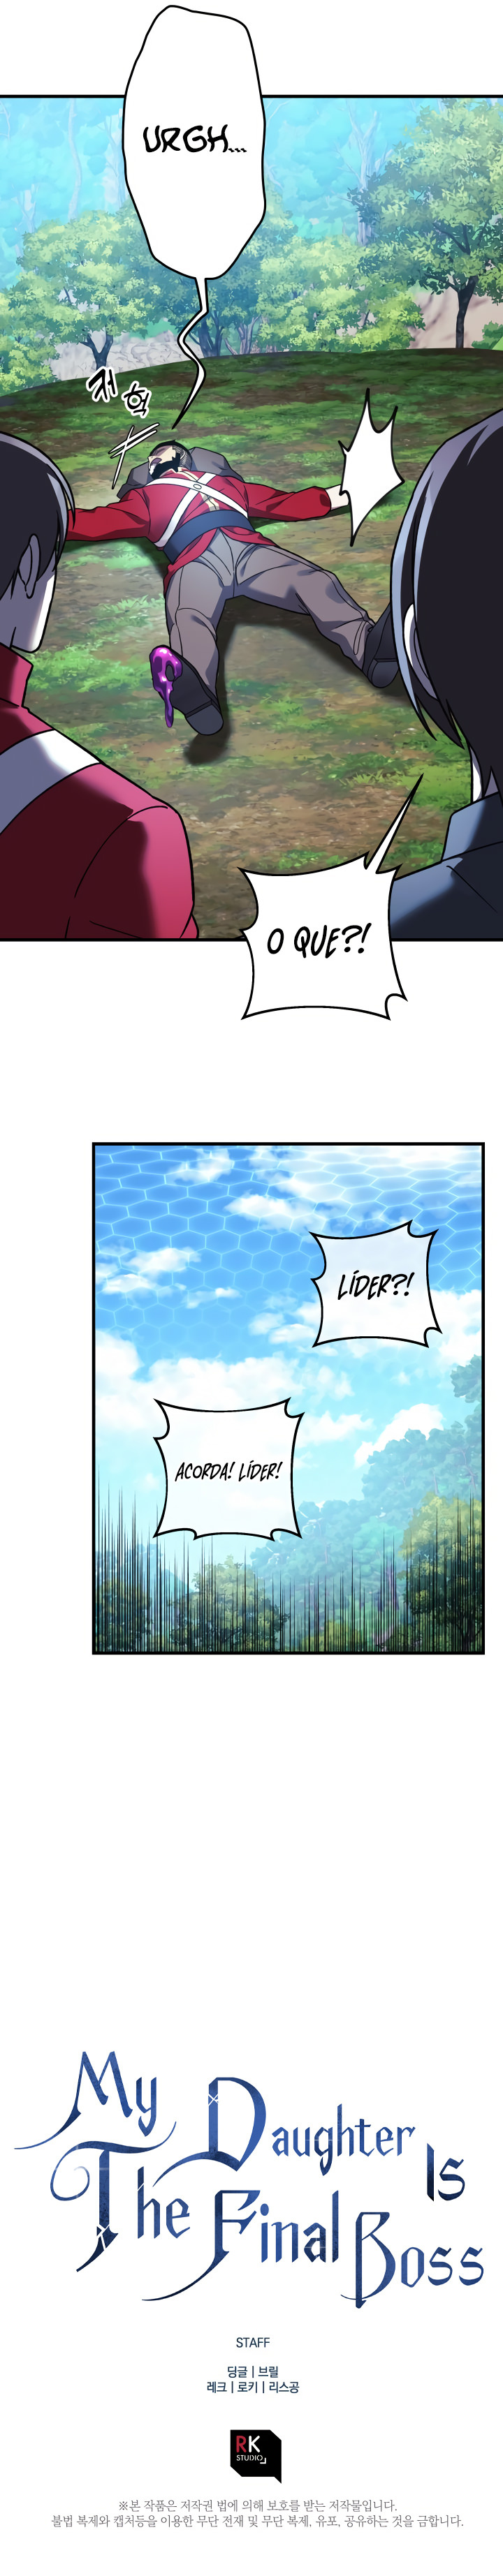 URGH...
저
헉
O QUE?!
LÍDER?!
ACORDA! LÍDER!
My Daughter Is
The Final Boss
STAFF
딩글 | 브릴
레크 | 로키 | 리스공
RK
STUDIO
※본 작품은 저작권 법에 의해 보호를 받는 저작물입니다.
불법 복제와 캡처등을 이용한 무단 전재 및 무단 복제, 유포, 공유하는 것을 금합니다.